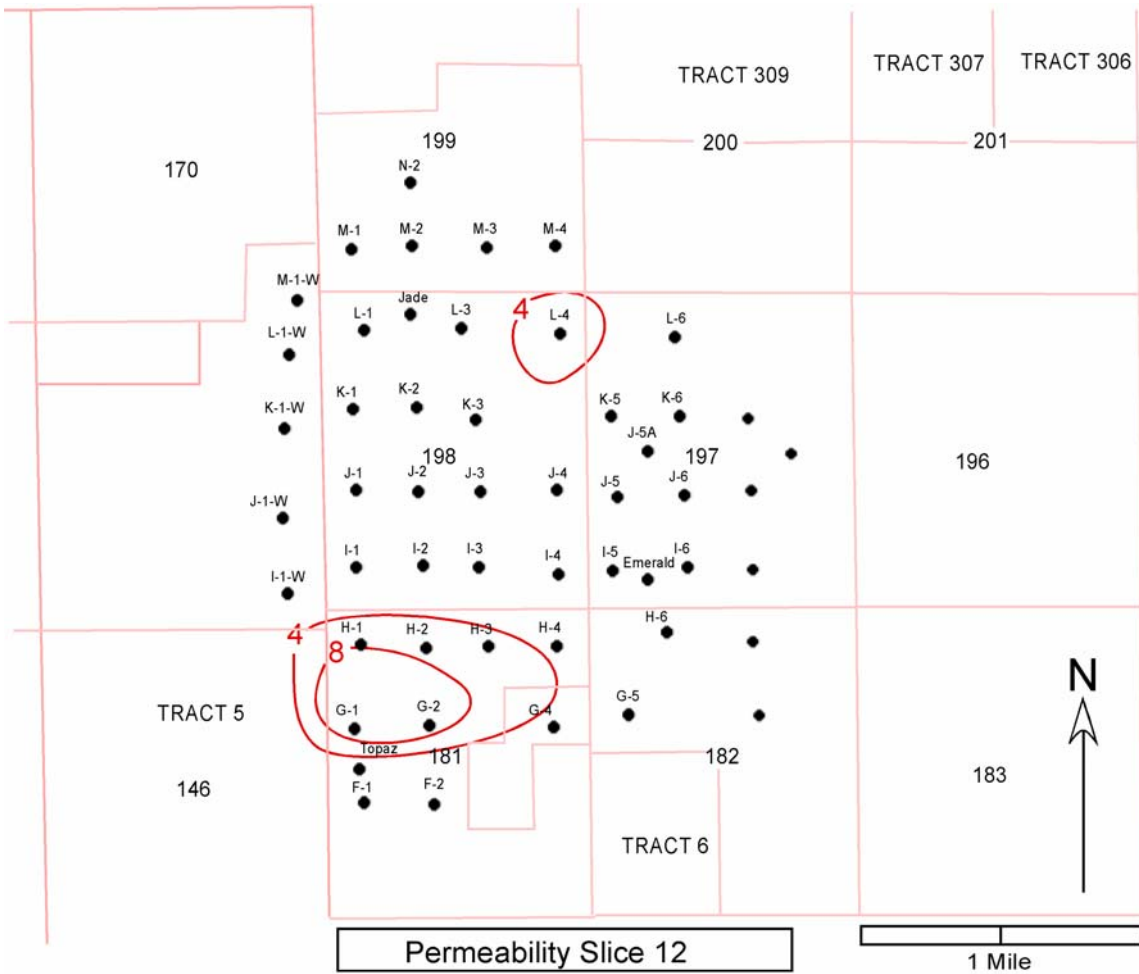 TRACT 309
TRACT 307
TRACT 306
199
200
201
170
N-2
M-1
M-2
M-3
M-4
M-1-W
Jade
L-1
L-3
4
L-4
L-6
L-1-W
K-1-W
K-1
K-2
K-3
K-5
K-6
J-5A
198
197
196
J-1
J-2
J-3
J-4
J-5
J-6
J-1-W
I-1
I-2
I-3
I-4
I-5
Emerald
I-6
I-1-W
4
H-1
H-2
H-3
H-4
H-6
8
TRACT 5
G-1
G-2
G-4
G-5
Topaz
181
182
183
146
F-1
F-2
TRACT 6
N
Permeability Slice 12
1 Mile